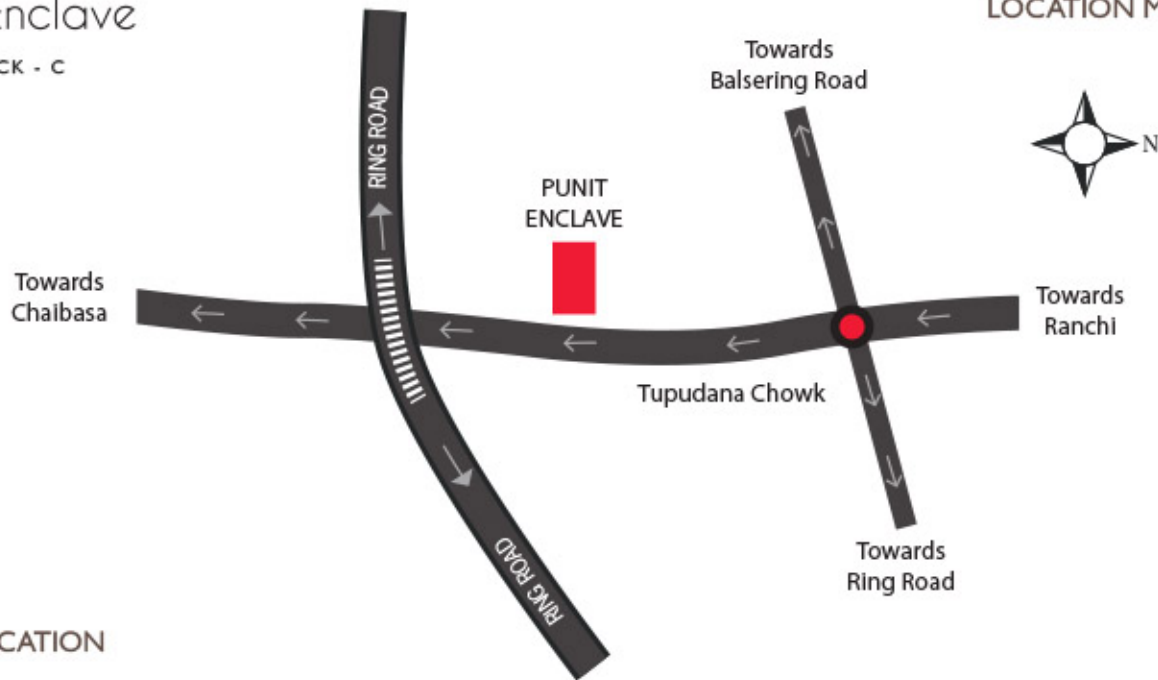 Enclave
LOCATION M
CK - C
Towards
Balsering Road
RING ROAD
N
PUNIT
ENCLAVE
Towards
Chaibasa
Towards
Ranchi
Tupudana Chowk
RING ROAD
Towards
Ring Road
CATION